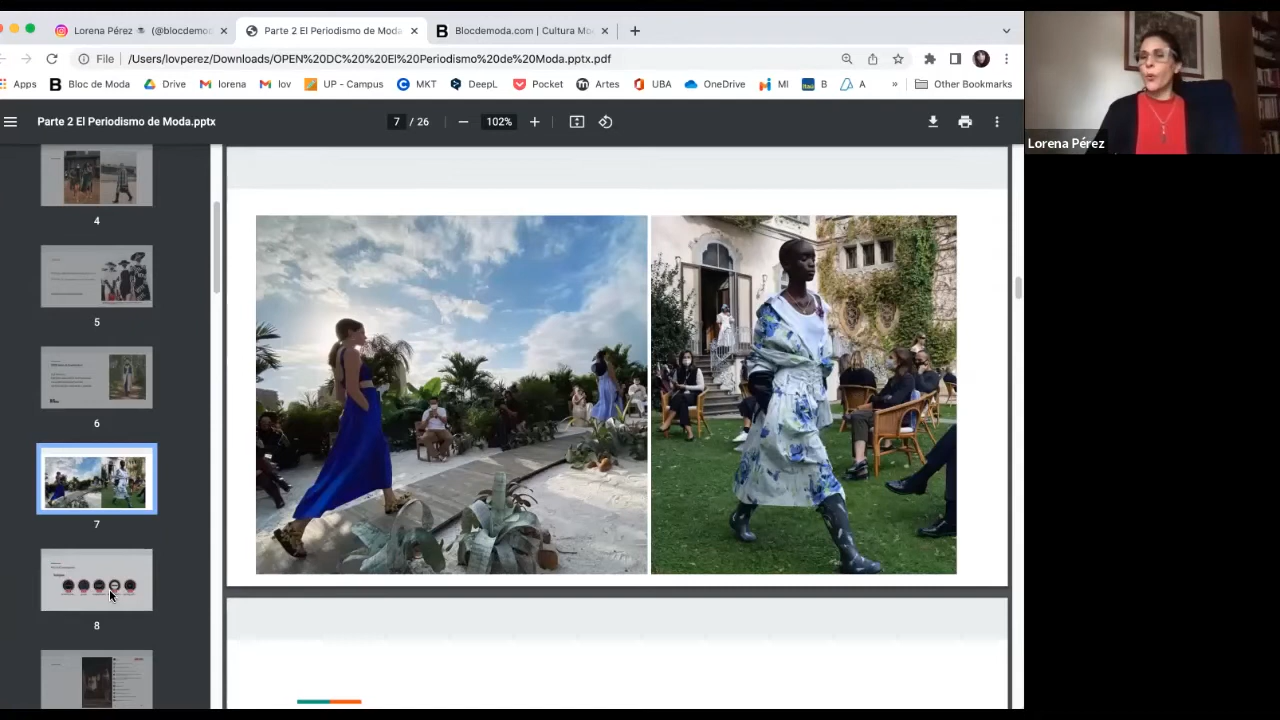 Lorena Pérez (@blocdemod
Parte 2 El Periodismo de Moda.
Blocdemoda.com | Cultura Mo
File
/Users/lovperez/Downloads/OPEN%20DC%20%20El%20Periodismo%20de%20Moda.pptx.pdf
Apps
Bloc de Moda
Drive
lorena
lov
UP - Campus
MKT
DeepL
Pocket
Artes
UBA
OneDrive
MI
B
A
»
Other Bookmarks
Parte 2 El Periodismo de Moda.pptx
7 / 26
102%
4
5
6
7
8
Lorena Pérez